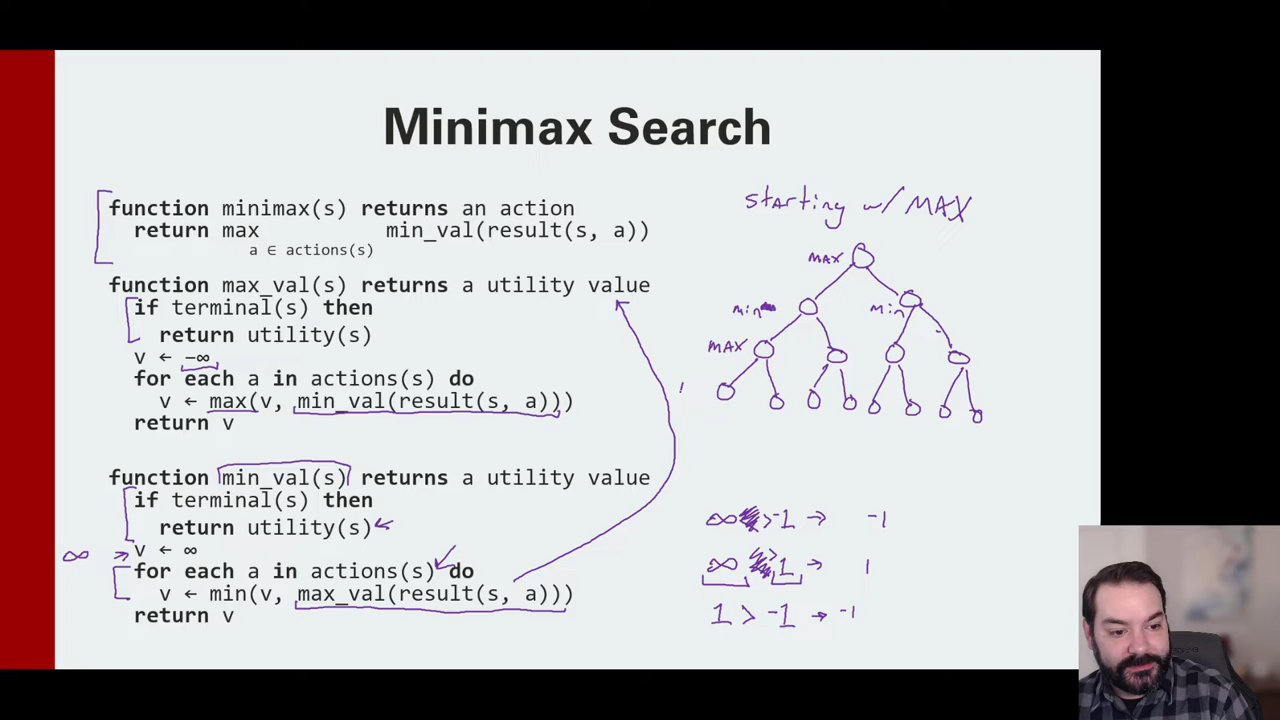 Minimax Search
function minimax(s) returns an action
return max min_val(result(s, a))
a ∈ actions(s)
function max_val(s) returns a utility value
if terminal(s) then
return utility(s)
v ← -∞
for each a in actions(s) do
v ← max(v, min_val(result(s, a)))
return v
function min_val(s) returns a utility value
if terminal(s) then
return utility(s)
∞ → v ← ∞
for each a in actions(s) do
v ← min(v, max_val(result(s, a)))
return v
starting w/ MAX
MAX
min min
MAX
∞ > -1 → -1
∞ > 1 → 1
1 > -1 → -1